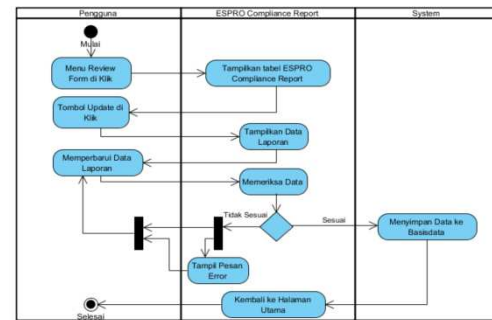 Pengguna
ESPRO Compliance Report
System
Mulai
Menu Review
Form di Klik
Tampilkan tabel ESPRO
Compliance Report
Tombol Update di
Klik
Tampilkan Data
Laporan
Memperbarui Data
Laporan
Memeriksa Data
Tidak Sesuai
Sesuai
Menyimpan Data ke
Basisdata
Tampil Pesan
Error
Kembali ke Halaman
Utama
Selesai